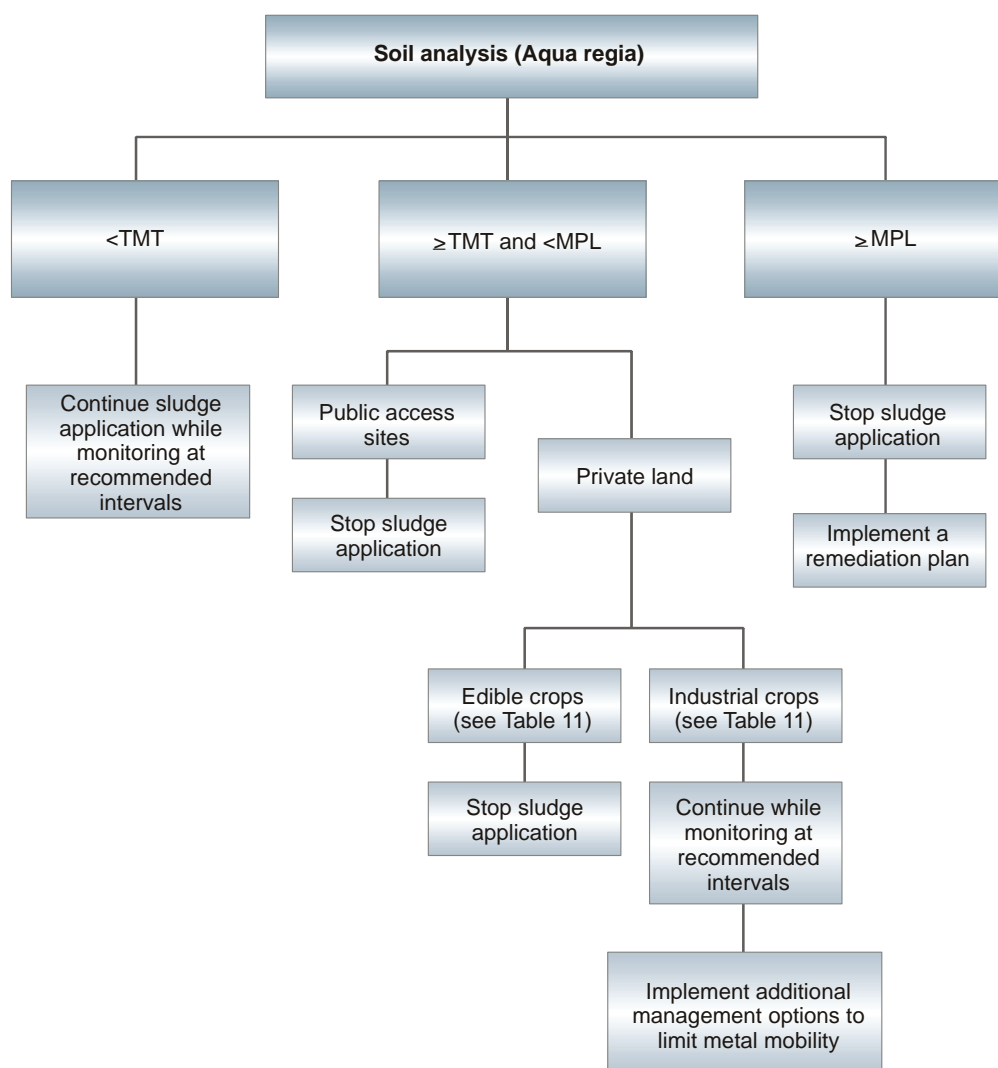 Soil analysis (Aqua regia)
<TMT
≥TMT and <MPL
≥MPL
Continue sludge
application while
monitoring at
recommended
intervals
Public access
sites
Stop sludge
application
Private land
Stop sludge
application
Implement a
remediation plan
Edible crops
(see Table 11)
Stop sludge
application
Industrial crops
(see Table 11)
Continue while
monitoring at
recommended
intervals
Implement additional
management options to
limit metal mobility